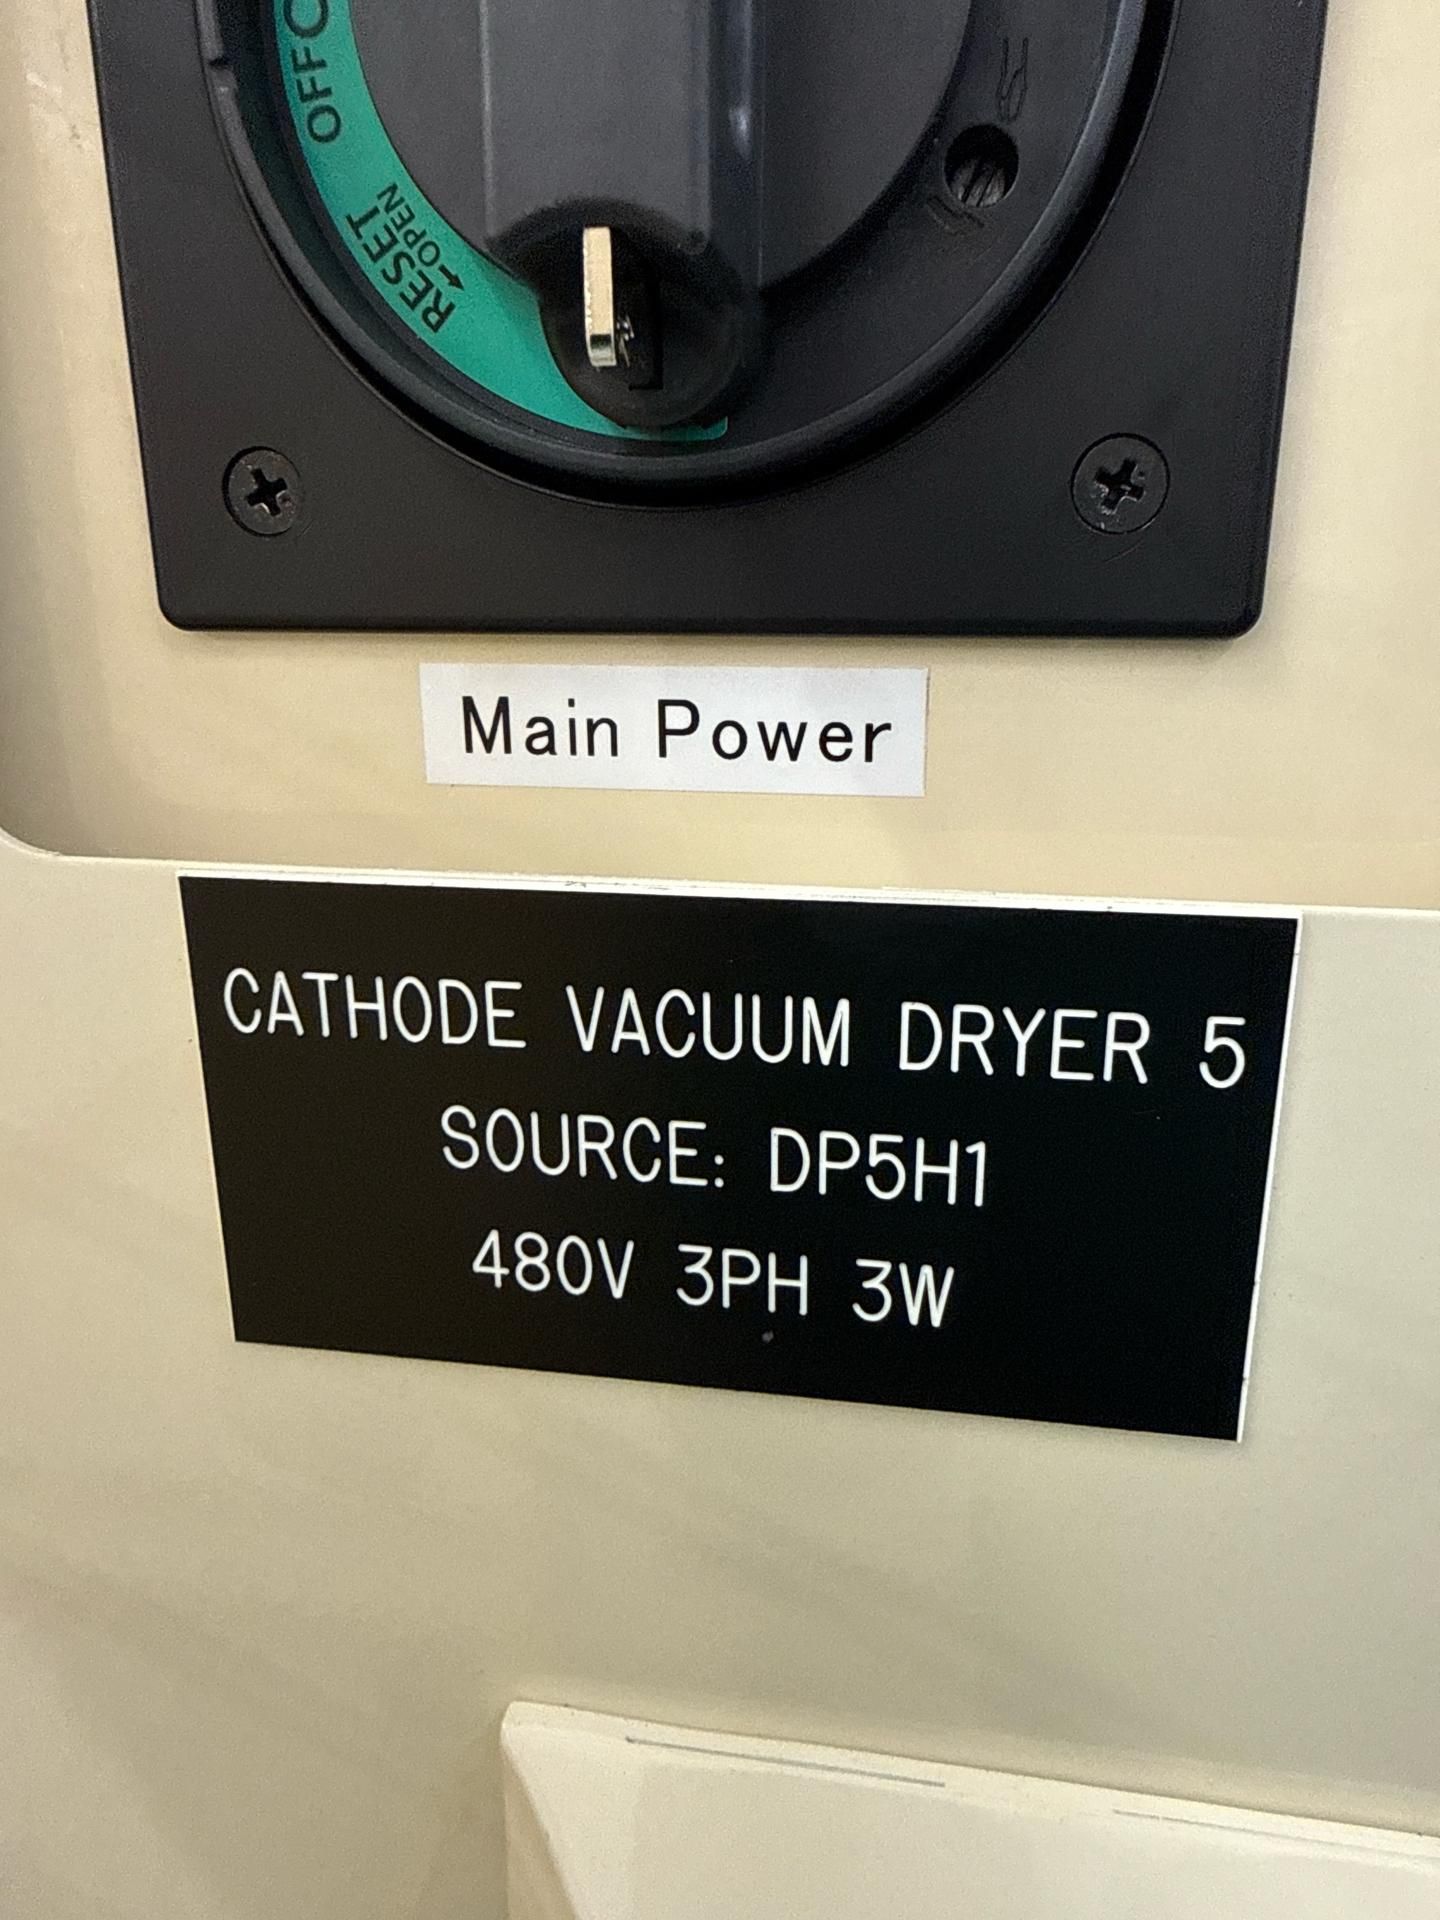 OFF
RESET
←OPEN
Main Power
CATHODE VACUUM DRYER 5
SOURCE: DP5H1
480V 3PH 3W